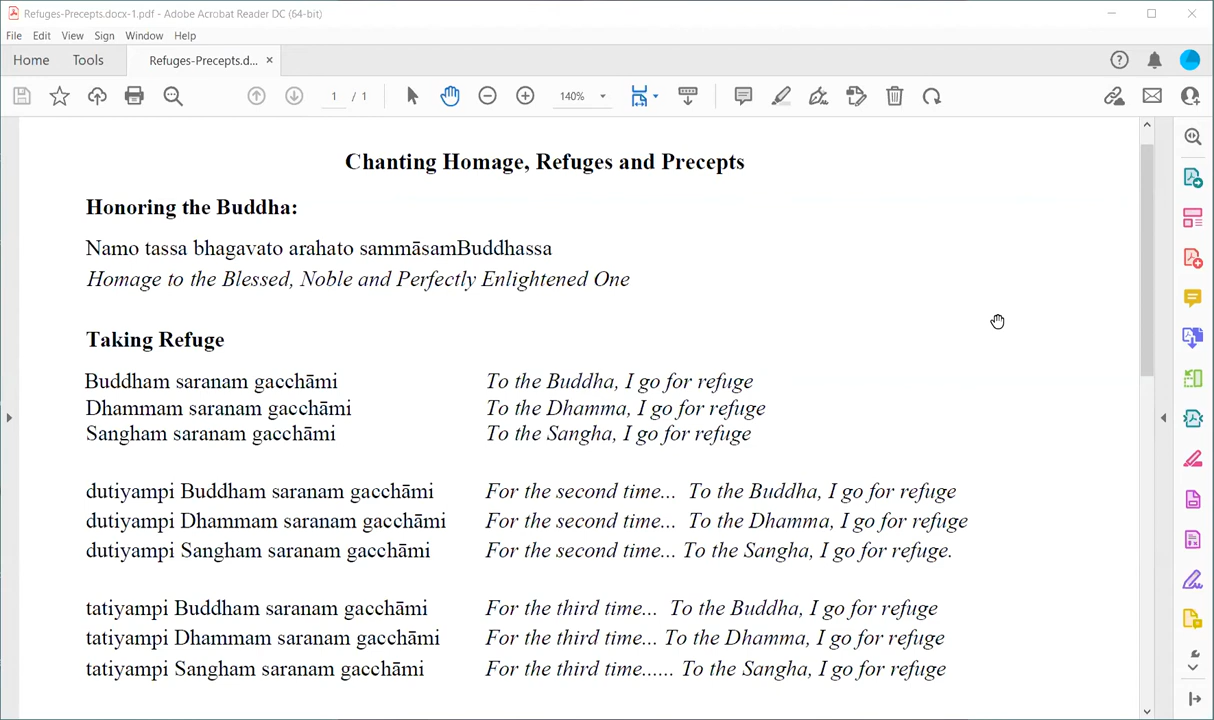 Refuges-Precepts.docx-1.pdf - Adobe Acrobat Reader DC (64-bit)
File Edit View Sign Window Help
Home Tools Refuges-Precepts.d... ×
1 / 1 140%
Chanting Homage, Refuges and Precepts
Honoring the Buddha:
Namo tassa bhagavato arahato sammāsamBuddhassa
Homage to the Blessed, Noble and Perfectly Enlightened One
Taking Refuge
Buddham saranam gacchāmi To the Buddha, I go for refuge
Dhammam saranam gacchāmi To the Dhamma, I go for refuge
Sangham saranam gacchāmi To the Sangha, I go for refuge
dutiyampi Buddham saranam gacchāmi For the second time... To the Buddha, I go for refuge
dutiyampi Dhammam saranam gacchāmi For the second time... To the Dhamma, I go for refuge
dutiyampi Sangham saranam gacchāmi For the second time... To the Sangha, I go for refuge.
tatiyampi Buddham saranam gacchāmi For the third time... To the Buddha, I go for refuge
tatiyampi Dhammam saranam gacchāmi For the third time... To the Dhamma, I go for refuge
tatiyampi Sangham saranam gacchāmi For the third time...... To the Sangha, I go for refuge